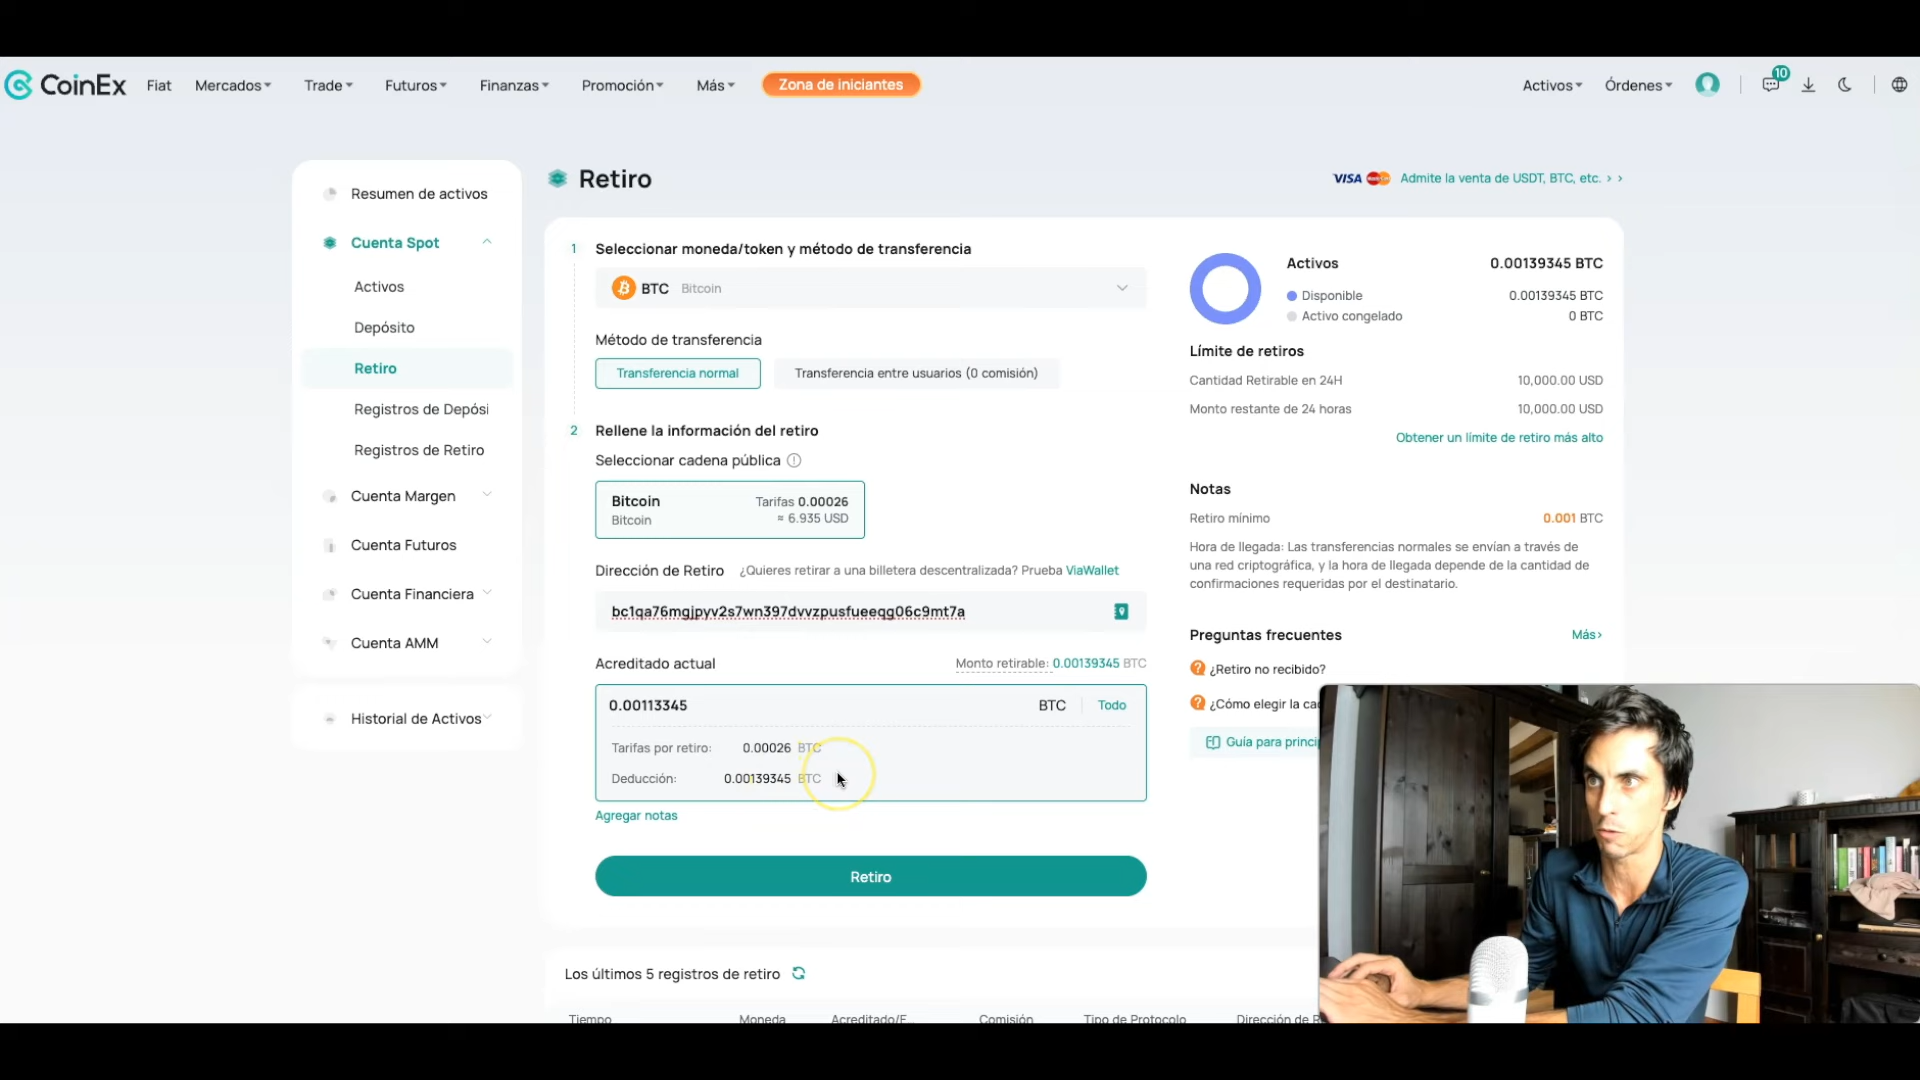 CoinEx Fiat Mercados Trade Futuros Finanzas Promoción Más Zona de iniciantes Activos Órdenes 10
Resumen de activos
Cuenta Spot
Activos
Depósito
Retiro
Registros de Depósi
Registros de Retiro
Cuenta Margen
Cuenta Futuros
Cuenta Financiera
Cuenta AMM
Historial de Activos
Retiro
VISA Admite la venta de USDT, BTC, etc. > >
1 Seleccionar moneda/token y método de transferencia
BTC Bitcoin
Método de transferencia
Transferencia normal Transferencia entre usuarios (0 comisión)
2 Rellene la información del retiro
Seleccionar cadena pública
Bitcoin Tarifas 0.00026
Bitcoin ≈ 6.935 USD
Dirección de Retiro ¿Quieres retirar a una billetera descentralizada? Prueba ViaWallet
bc1qa76mgjpyv2s7wn397dvvzpusfueeqg06c9mt7a
Acreditado actual Monto retirable: 0.00139345 BTC
0.00113345 BTC Todo
Tarifas por retiro: 0.00026 BTC
Deducción: 0.00139345 BTC
Agregar notas
Retiro
Activos 0.00139345 BTC
Disponible 0.00139345 BTC
Activo congelado 0 BTC
Límite de retiros
Cantidad Retirable en 24H 10,000.00 USD
Monto restante de 24 horas 10,000.00 USD
Obtener un límite de retiro más alto
Notas
Retiro mínimo 0.001 BTC
Hora de llegada: Las transferencias normales se envían a través de
una red criptográfica, y la hora de llegada depende de la cantidad de
confirmaciones requeridas por el destinatario.
Preguntas frecuentes Más>
¿Retiro no recibido?
¿Cómo elegir la ca
Guía para princi
Los últimos 5 registros de retiro
Tiempo Moneda Acreditado/E... Comisión Tipo de Protocolo Dirección de R